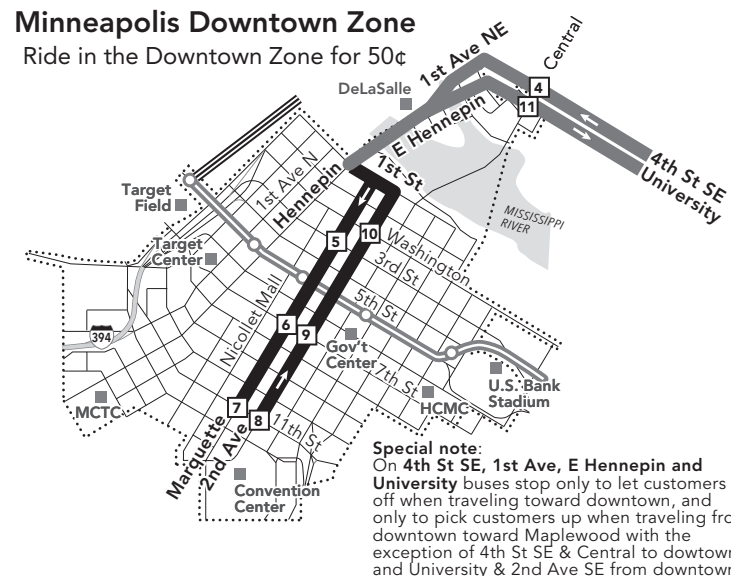 Minneapolis Downtown Zone
Ride in the Downtown Zone for 50¢
Central
1st Ave NE
DeLaSalle
4
11
E Hennepin
4th St SE
University
1st St
Hennepin
1st Ave N
Target
Field
MISSISSIPPI
RIVER
5
10
Washington
Target
Center
3rd St
Nicollet Mall
5th St
6
9
394
Gov't
Center
7th St
U.S. Bank
Stadium
MCTC
HCMC
7
8
11th St
Marquette
2nd Ave
Convention
Center
Special note:
On 4th St SE, 1st Ave, E Hennepin and
University buses stop only to let customers
off when traveling toward downtown, and
only to pick customers up when traveling fro
downtown toward Maplewood with the
exception of 4th St SE & Central to dowtown
and University & 2nd Ave SE from downtown